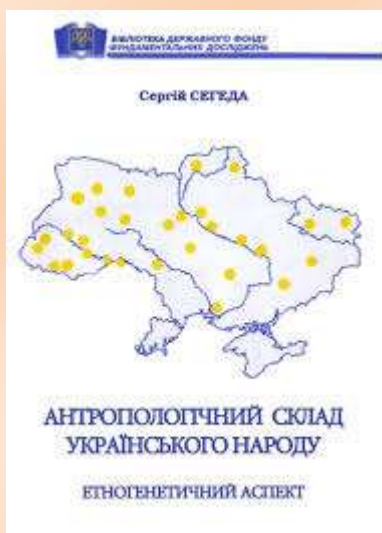 БІБЛІОТЕКА ДЕРЖАВНОГО ФОНДУ
ФУНДАМЕНТАЛЬНИХ ДОСЛІДЖЕНЬ
Сергій СЕГЕДА
АНТРОПОЛОГІЧНИЙ СКЛАД
УКРАЇНСЬКОГО НАРОДУ
ЕТНОГЕНЕТИЧНИЙ АСПЕКТ